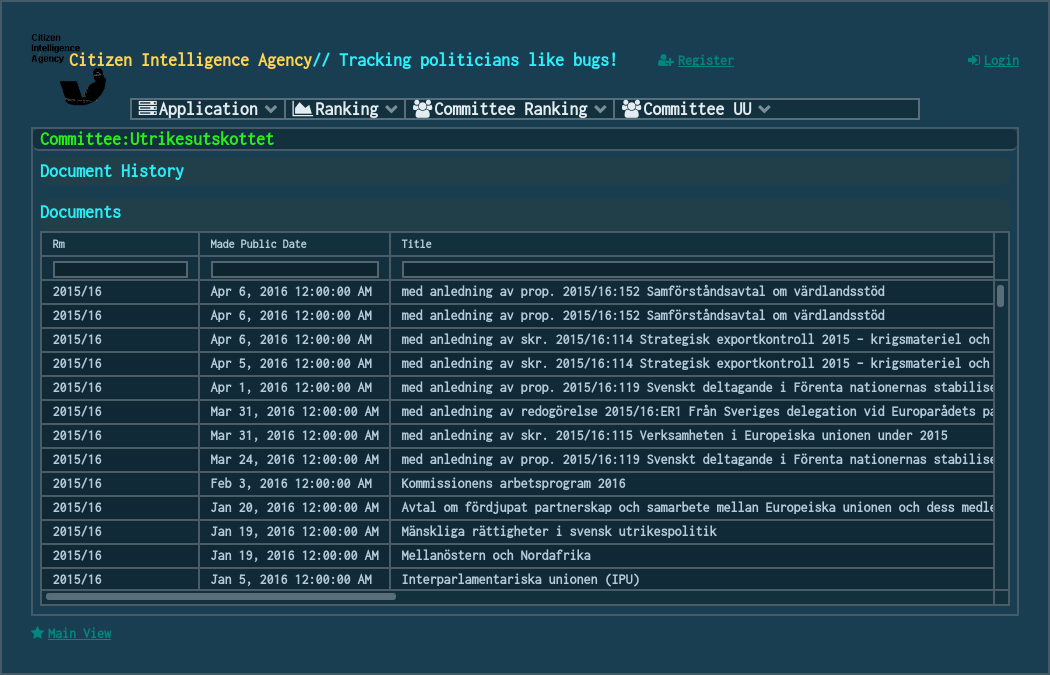 Citizen
Intelligence
Agency
Citizen Intelligence Agency// Tracking politicians like bugs!
Register
Login
Application
Ranking
Committee Ranking
Committee UU
Committee:Utrikesutskottet
Document History
Documents
Rm Made Public Date Title
2015/16 Apr 6, 2016 12:00:00 AM med anledning av prop. 2015/16:152 Samförståndsavtal om värdlandsstöd
2015/16 Apr 6, 2016 12:00:00 AM med anledning av prop. 2015/16:152 Samförståndsavtal om värdlandsstöd
2015/16 Apr 6, 2016 12:00:00 AM med anledning av skr. 2015/16:114 Strategisk exportkontroll 2015 – krigsmateriel och
2015/16 Apr 5, 2016 12:00:00 AM med anledning av skr. 2015/16:114 Strategisk exportkontroll 2015 – krigsmateriel och
2015/16 Apr 1, 2016 12:00:00 AM med anledning av prop. 2015/16:119 Svenskt deltagande i Förenta nationernas stabilise
2015/16 Mar 31, 2016 12:00:00 AM med anledning av redogörelse 2015/16:ER1 Från Sveriges delegation vid Europarådets pa
2015/16 Mar 31, 2016 12:00:00 AM med anledning av skr. 2015/16:115 Verksamheten i Europeiska unionen under 2015
2015/16 Mar 24, 2016 12:00:00 AM med anledning av prop. 2015/16:119 Svenskt deltagande i Förenta nationernas stabilise
2015/16 Feb 3, 2016 12:00:00 AM Kommissionens arbetsprogram 2016
2015/16 Jan 20, 2016 12:00:00 AM Avtal om fördjupat partnerskap och samarbete mellan Europeiska unionen och dess medle
2015/16 Jan 19, 2016 12:00:00 AM Mänskliga rättigheter i svensk utrikespolitik
2015/16 Jan 19, 2016 12:00:00 AM Mellanöstern och Nordafrika
2015/16 Jan 5, 2016 12:00:00 AM Interparlamentariska unionen (IPU)
Main View